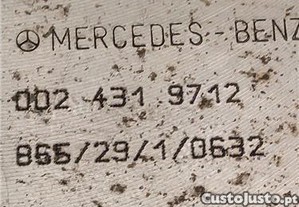 MERCEDES-BENZ
002 431 9712
866/29/1/0632
CustoJusto.pt